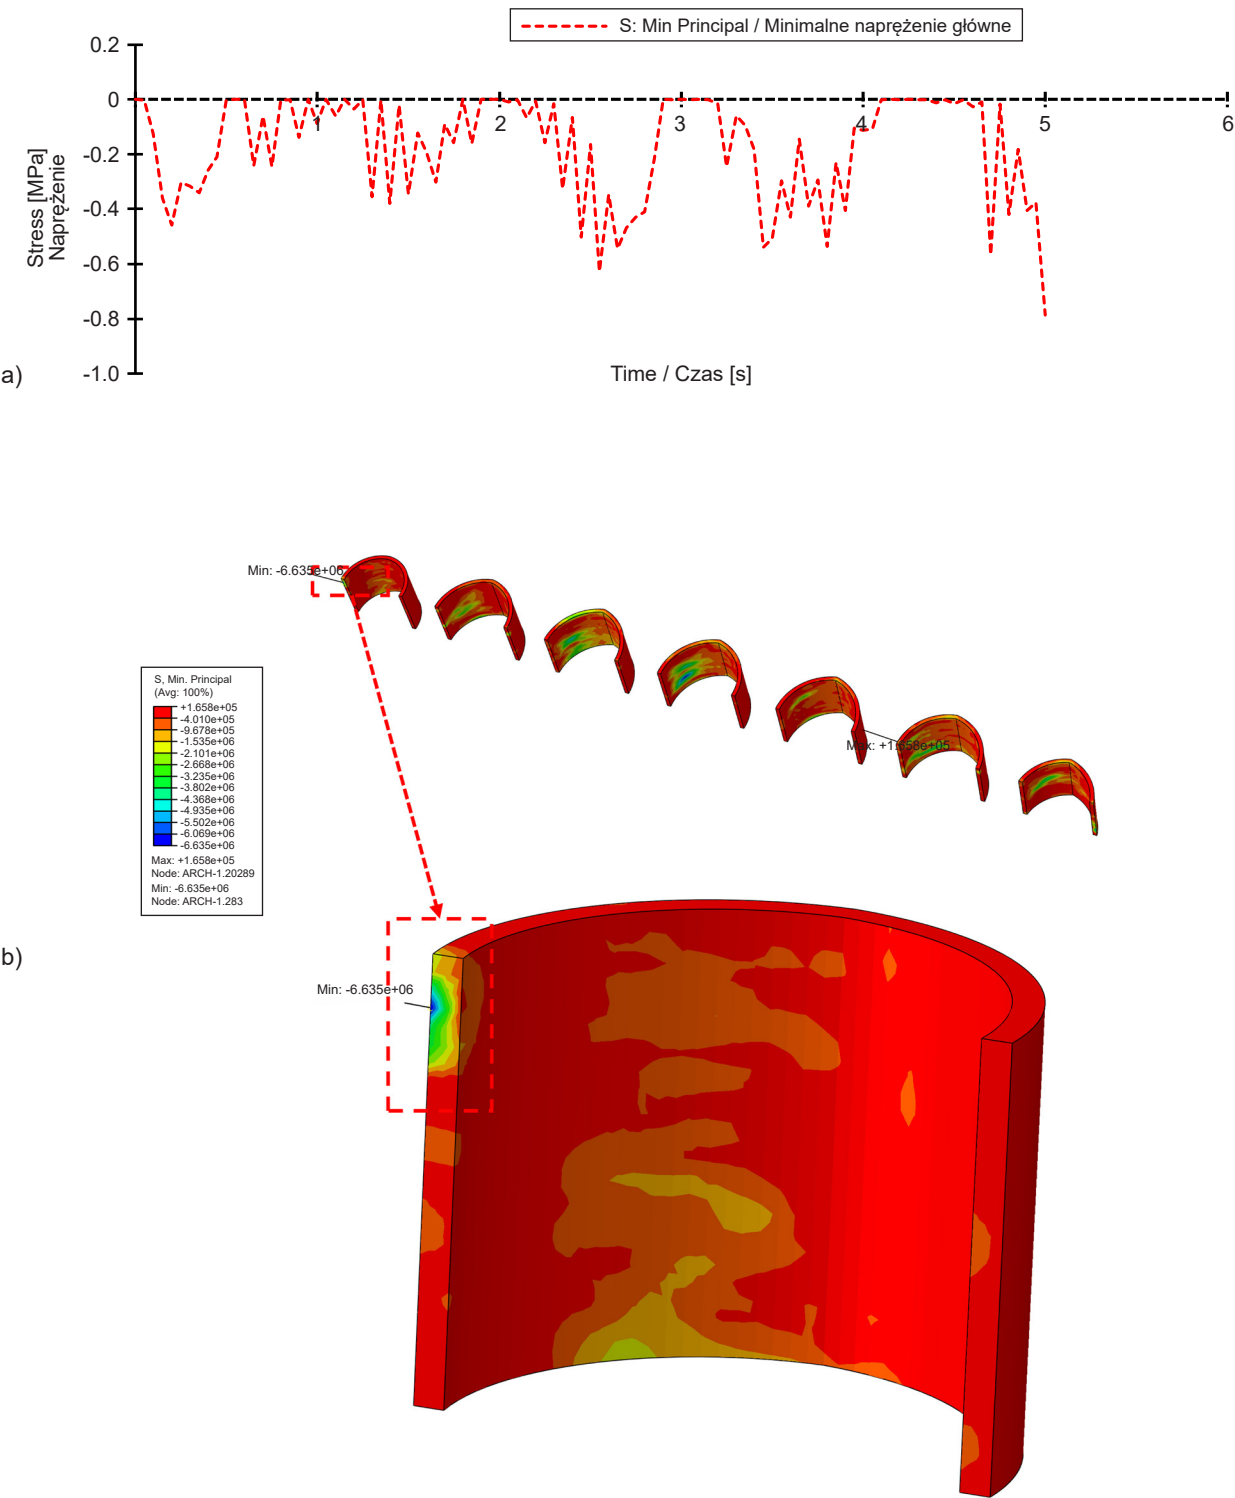 S: Min Principal / Minimalne naprężenie główne
0.2
0
-0.2
-0.4
-0.6
-0.8
-1.0
1
2
3
4
5
6
Stress [MPa]
Naprężenie
Time / Czas [s]
a)
Min: -6.635e+06
Max: +1.658e+05
S, Min. Principal
(Avg: 100%)
+1.658e+05
-4.010e+05
-9.678e+05
-1.535e+06
-2.101e+06
-2.668e+06
-3.235e+06
-3.802e+06
-4.368e+06
-4.935e+06
-5.502e+06
-6.069e+06
-6.635e+06
Max: +1.658e+05
Node: ARCH-1.20289
Min: -6.635e+06
Node: ARCH-1.283
b)
Min: -6.635e+06